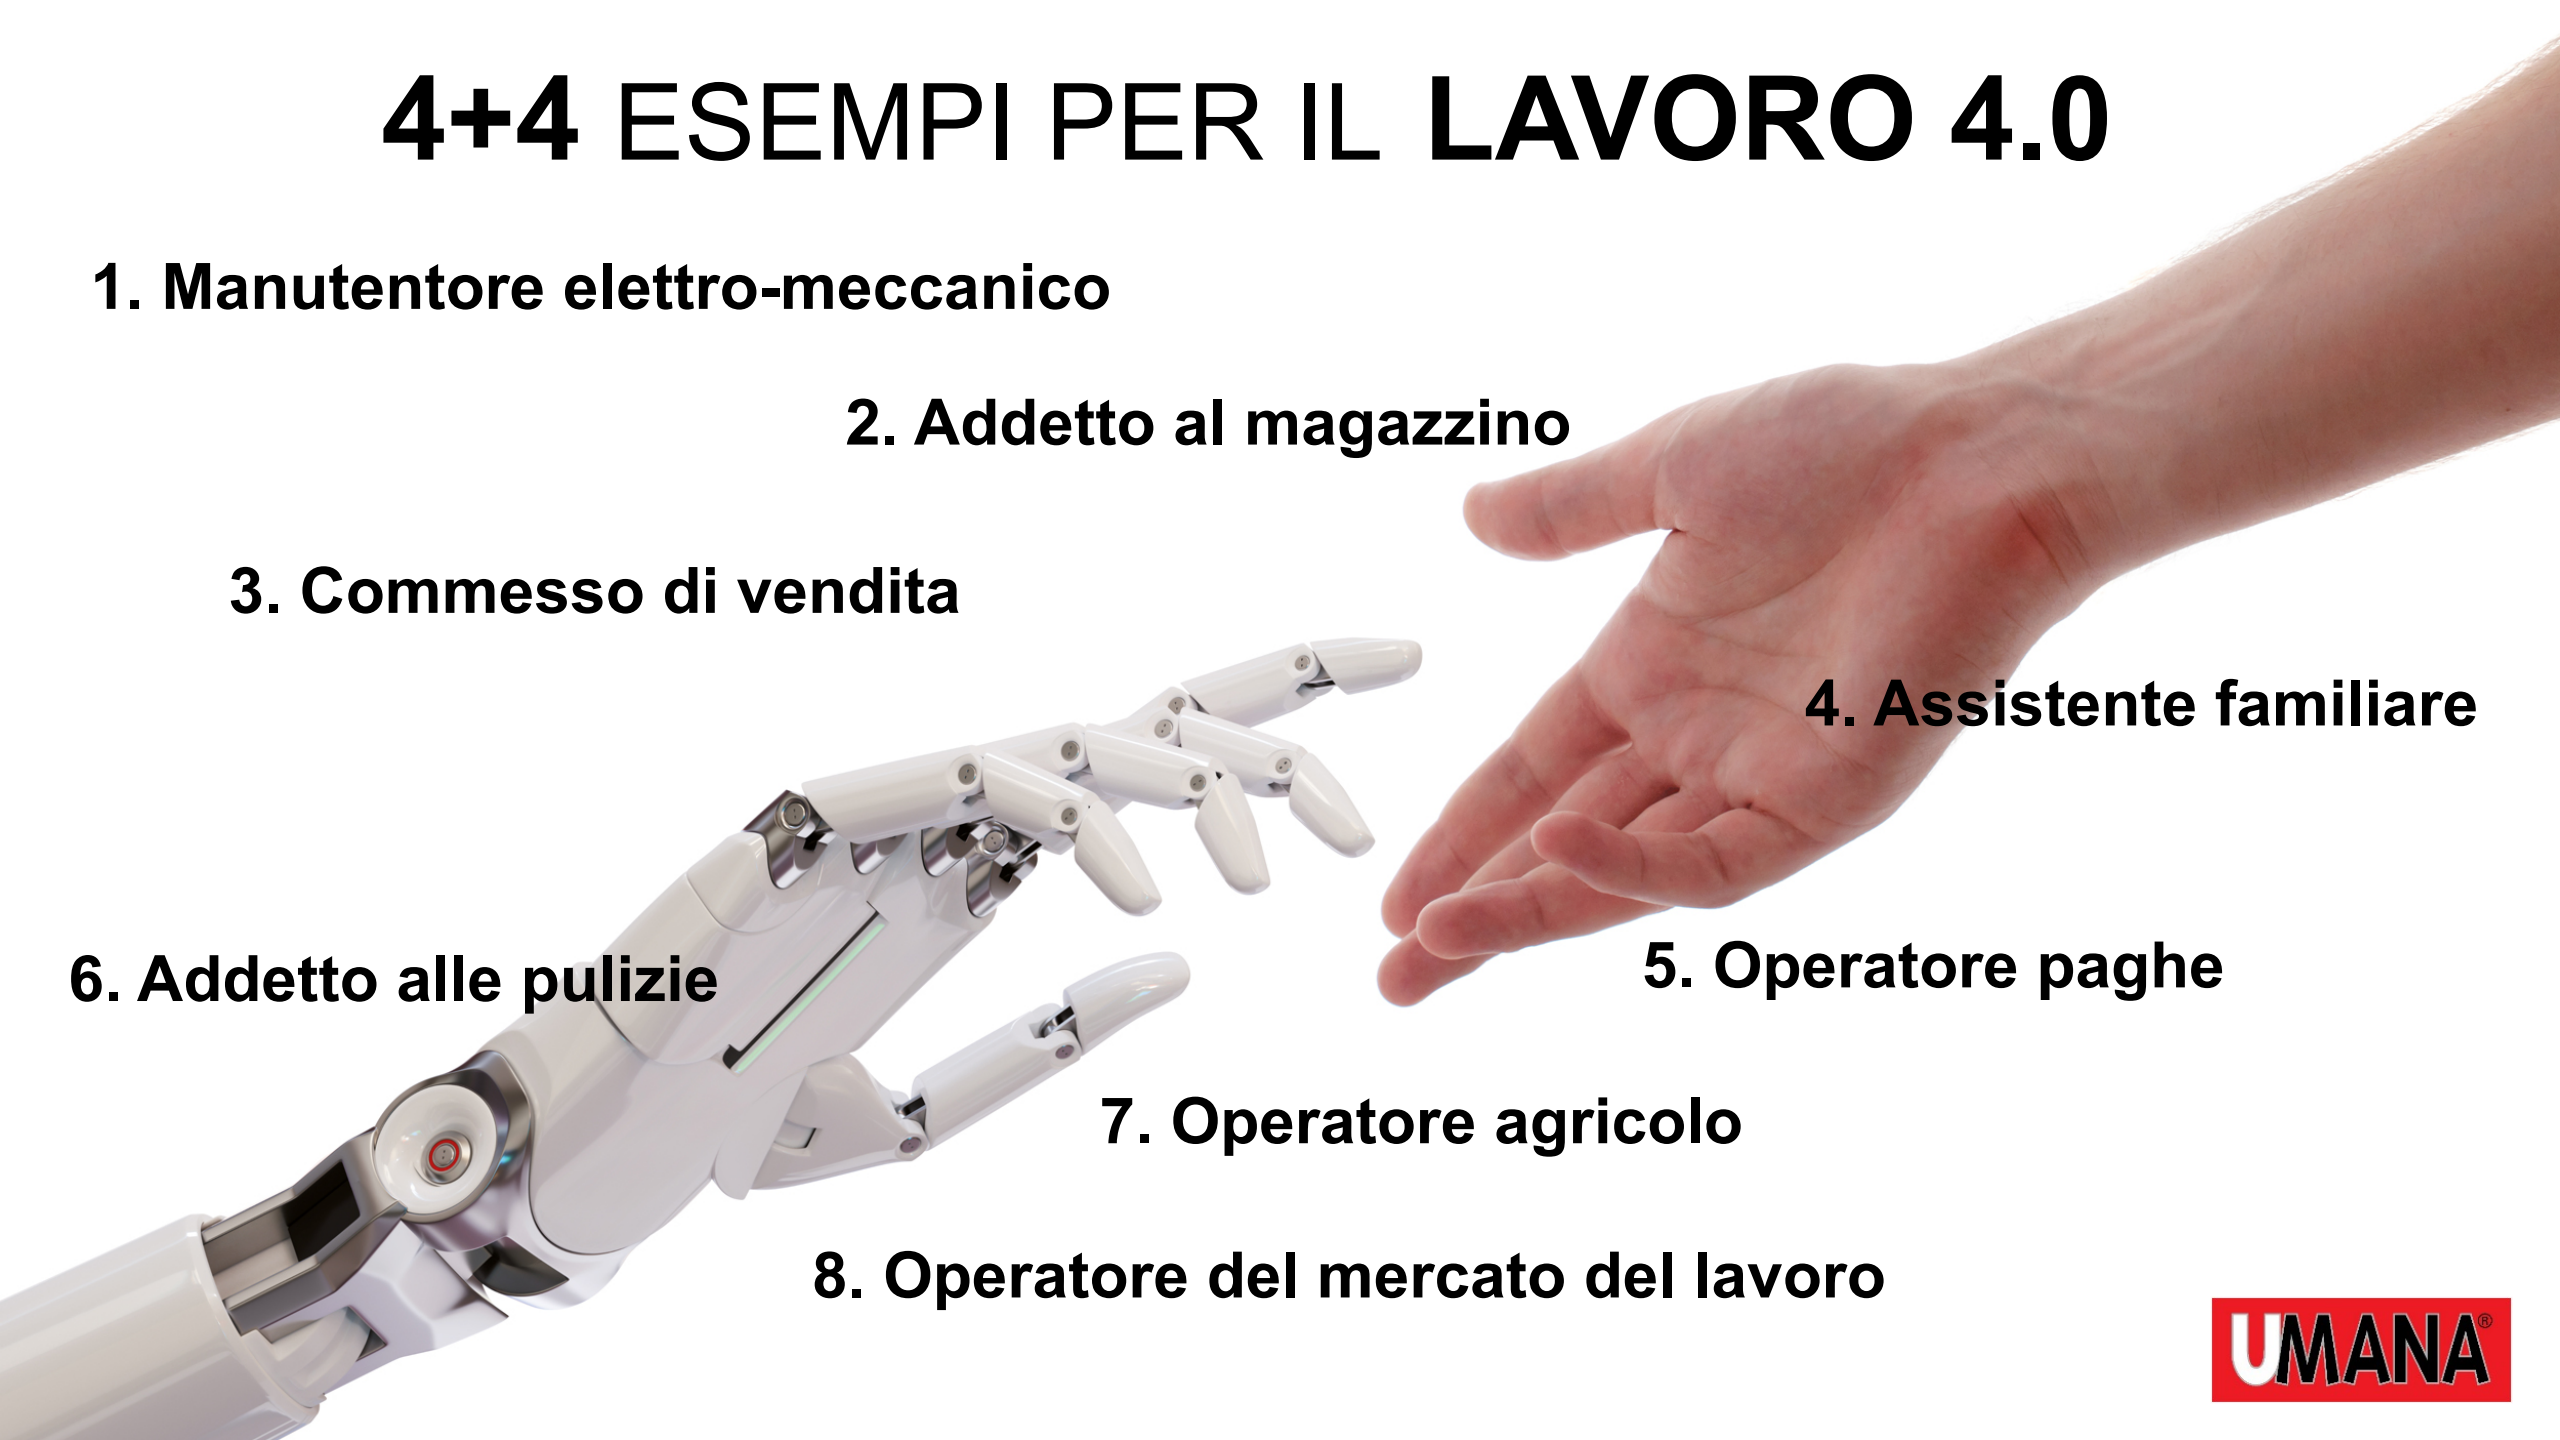 4+4 ESEMPI PER IL LAVORO 4.0
1. Manutentore elettro-meccanico
2. Addetto al magazzino
3. Commesso di vendita
4. Assistente familiare
5. Operatore paghe
6. Addetto alle pulizie
7. Operatore agricolo
8. Operatore del mercato del lavoro
UMANA®